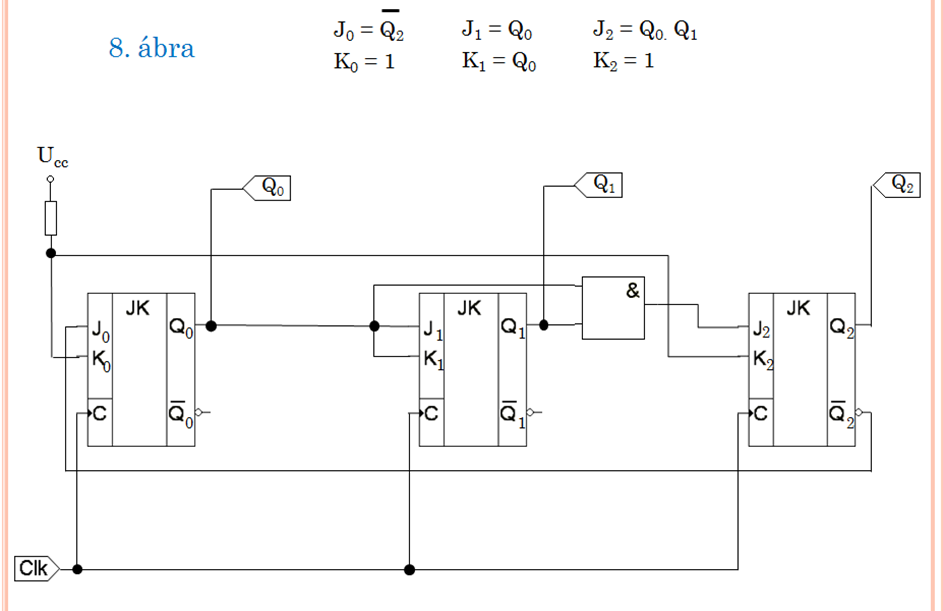 8. ábra
J₀ = Q̅₂
K₀ = 1
J₁ = Q₀
K₁ = Q₀
J₂ = Q₀. Q₁
K₂ = 1
Ucc
Q₀
Q₁
Q₂
JK
J₀
K₀
C
Q₀
Q̅₀
JK
J₁
K₁
C
Q₁
Q̅₁
&
JK
J₂
K₂
C
Q₂
Q̅₂
Clk